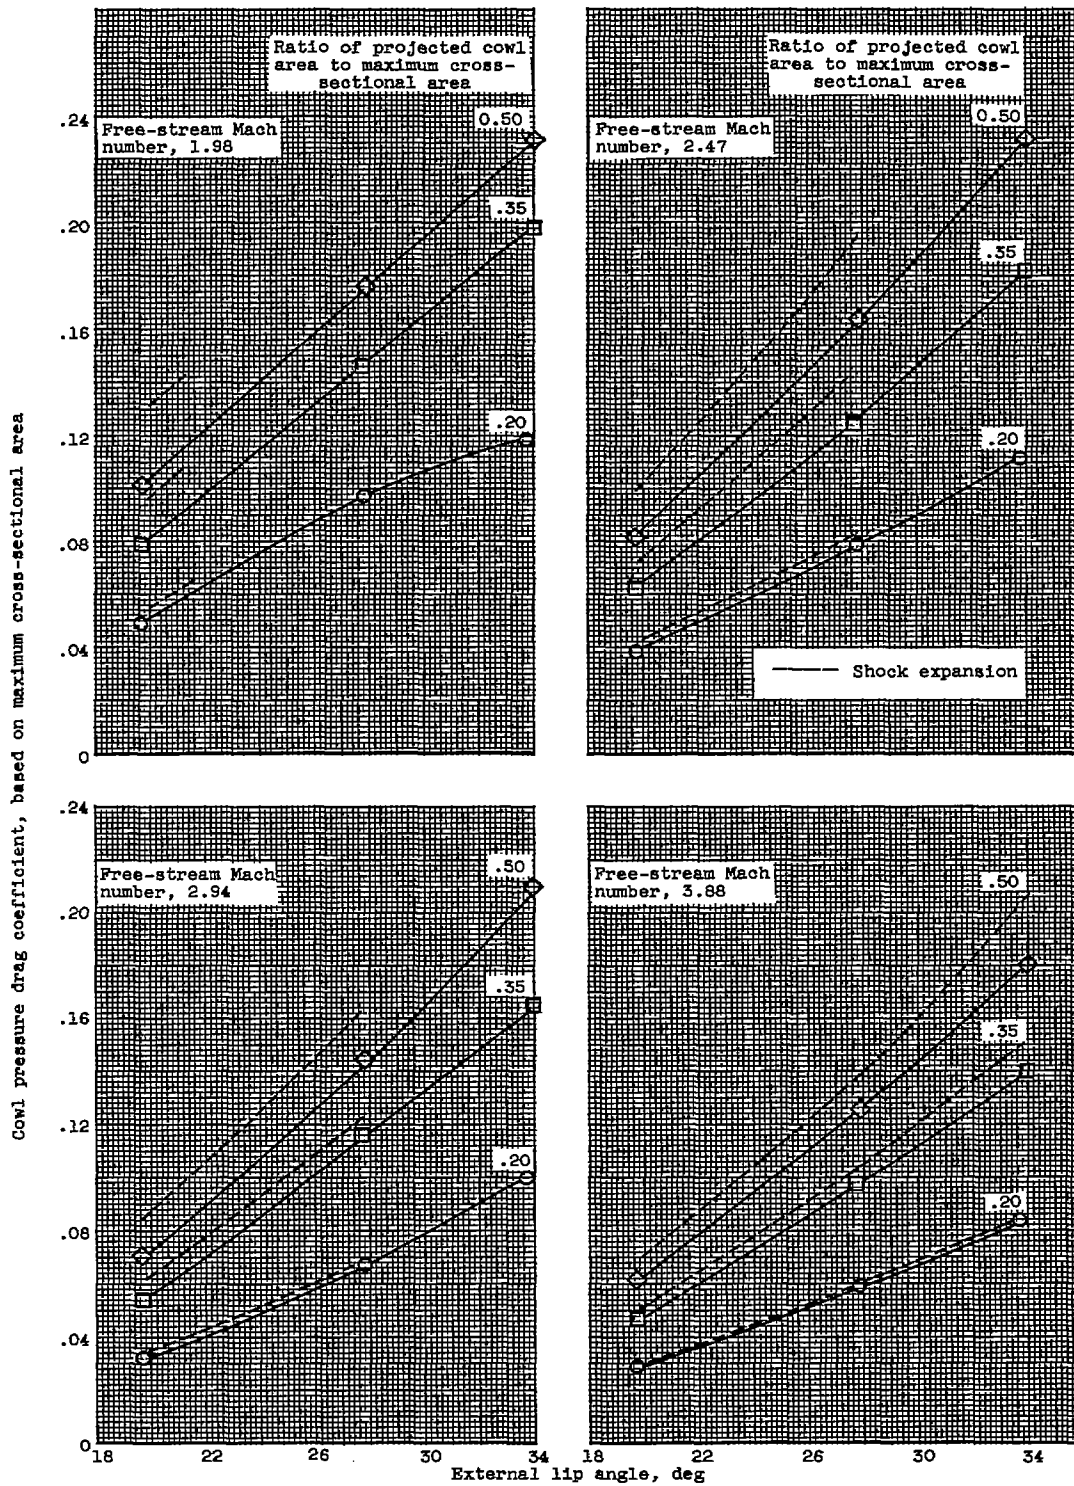 Ratio of projected cowl
area to maximum cross-
sectional area
0.50
.24
Free-stream Mach
number, 1.98
.35
.20
.16
.20
.12
.08
.04
0
Ratio of projected cowl
area to maximum cross-
sectional area
0.50
Free-stream Mach
number, 2.47
.35
.20
Shock expansion
Cowl pressure drag coefficient, based on maximum cross-sectional area
.24
.50
Free-stream Mach
number, 2.94
.20
.35
.16
.12
.20
.08
.04
0
18 22 26 30 34
Free-stream Mach
number, 3.88
.50
.35
.20
18 22 26 30 34
External lip angle, deg